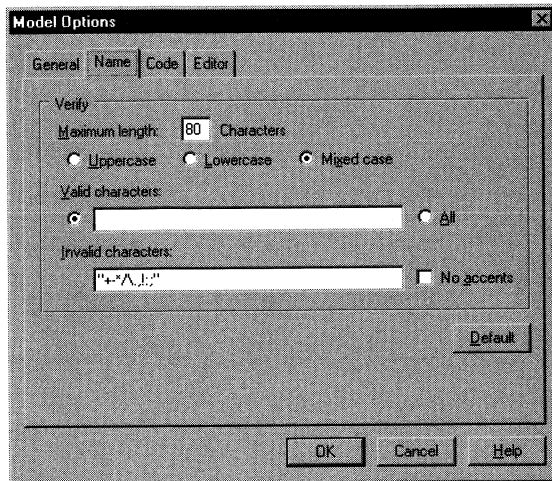 Model Options
General Name Code Editor
Verify
Maximum length: 80 Characters
Uppercase Lowercase Mixed case
Valid characters:
All
Invalid characters:
"+-*/\.,!:;"
No accents
Default
OK Cancel Help